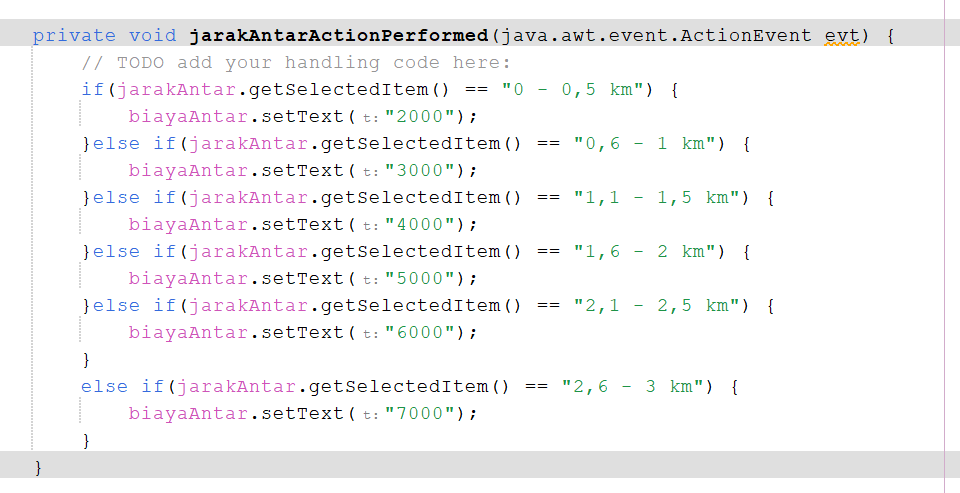 private void jarakAntarActionPerformed(java.awt.event.ActionEvent evt) {
// TODO add your handling code here:
if(jarakAntar.getSelectedItem() == "0 - 0,5 km") {
biayaAntar.setText( t: "2000");
}else if(jarakAntar.getSelectedItem() == "0,6 - 1 km") {
biayaAntar.setText( t: "3000");
}else if(jarakAntar.getSelectedItem() == "1,1 - 1,5 km") {
biayaAntar.setText( t: "4000");
}else if(jarakAntar.getSelectedItem() == "1,6 - 2 km") {
biayaAntar.setText( t: "5000");
}else if(jarakAntar.getSelectedItem() == "2,1 - 2,5 km") {
biayaAntar.setText( t: "6000");
}
else if(jarakAntar.getSelectedItem() == "2,6 - 3 km") {
biayaAntar.setText( t: "7000");
}
}